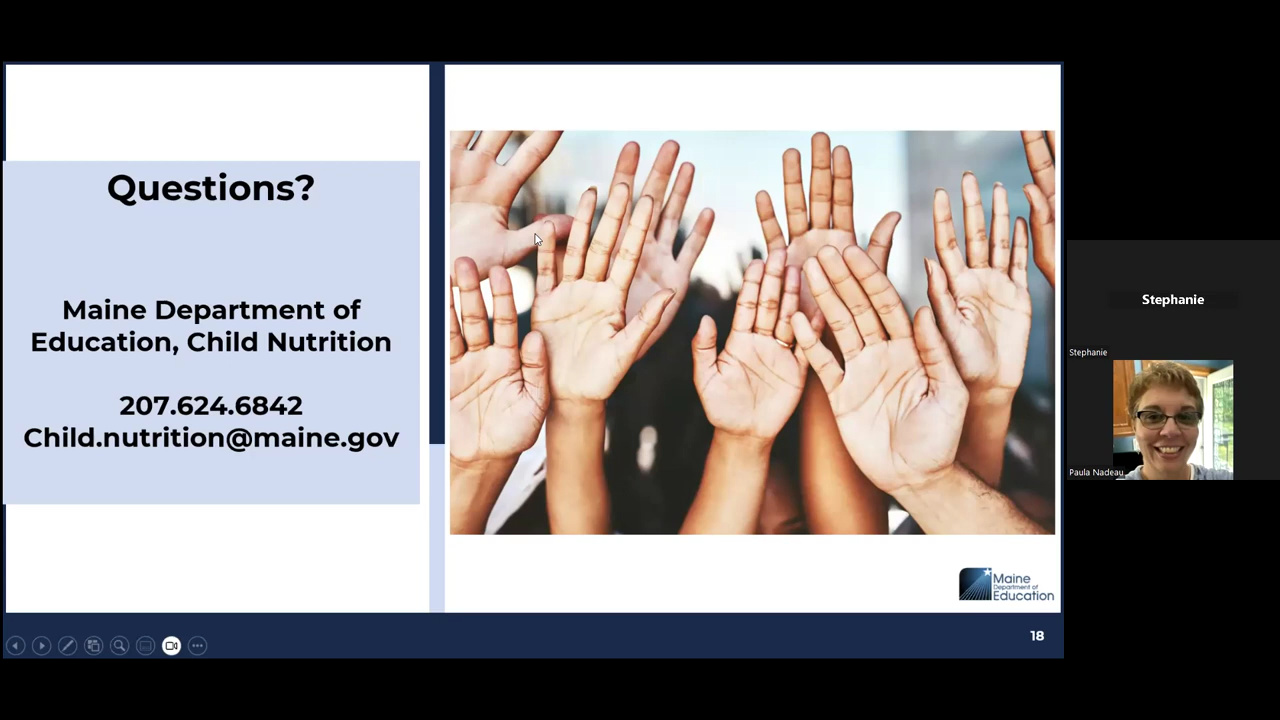 Questions?
Maine Department of
Education, Child Nutrition
207.624.6842
Child.nutrition@maine.gov
Maine
Department of
Education
18
Stephanie
Stephanie
Paula Nadeau